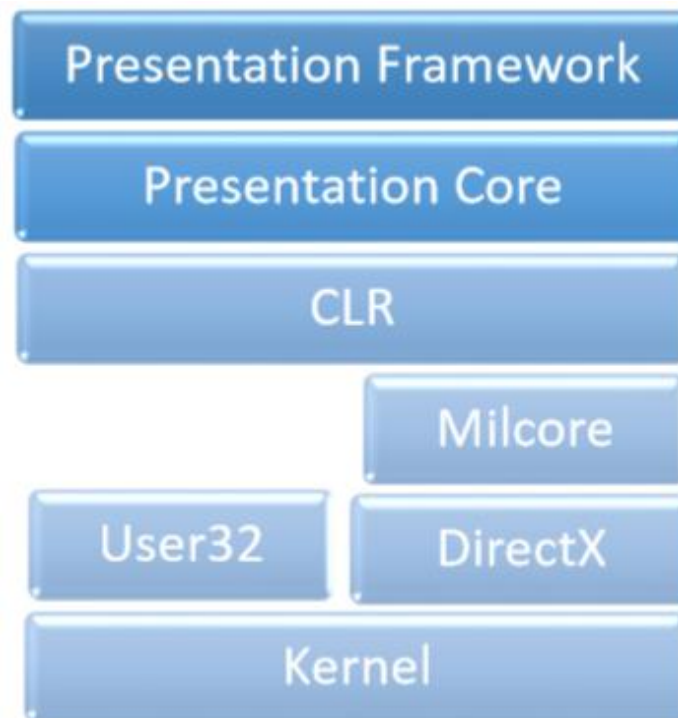 Presentation Framework
Presentation Core
CLR
Milcore
User32
DirectX
Kernel